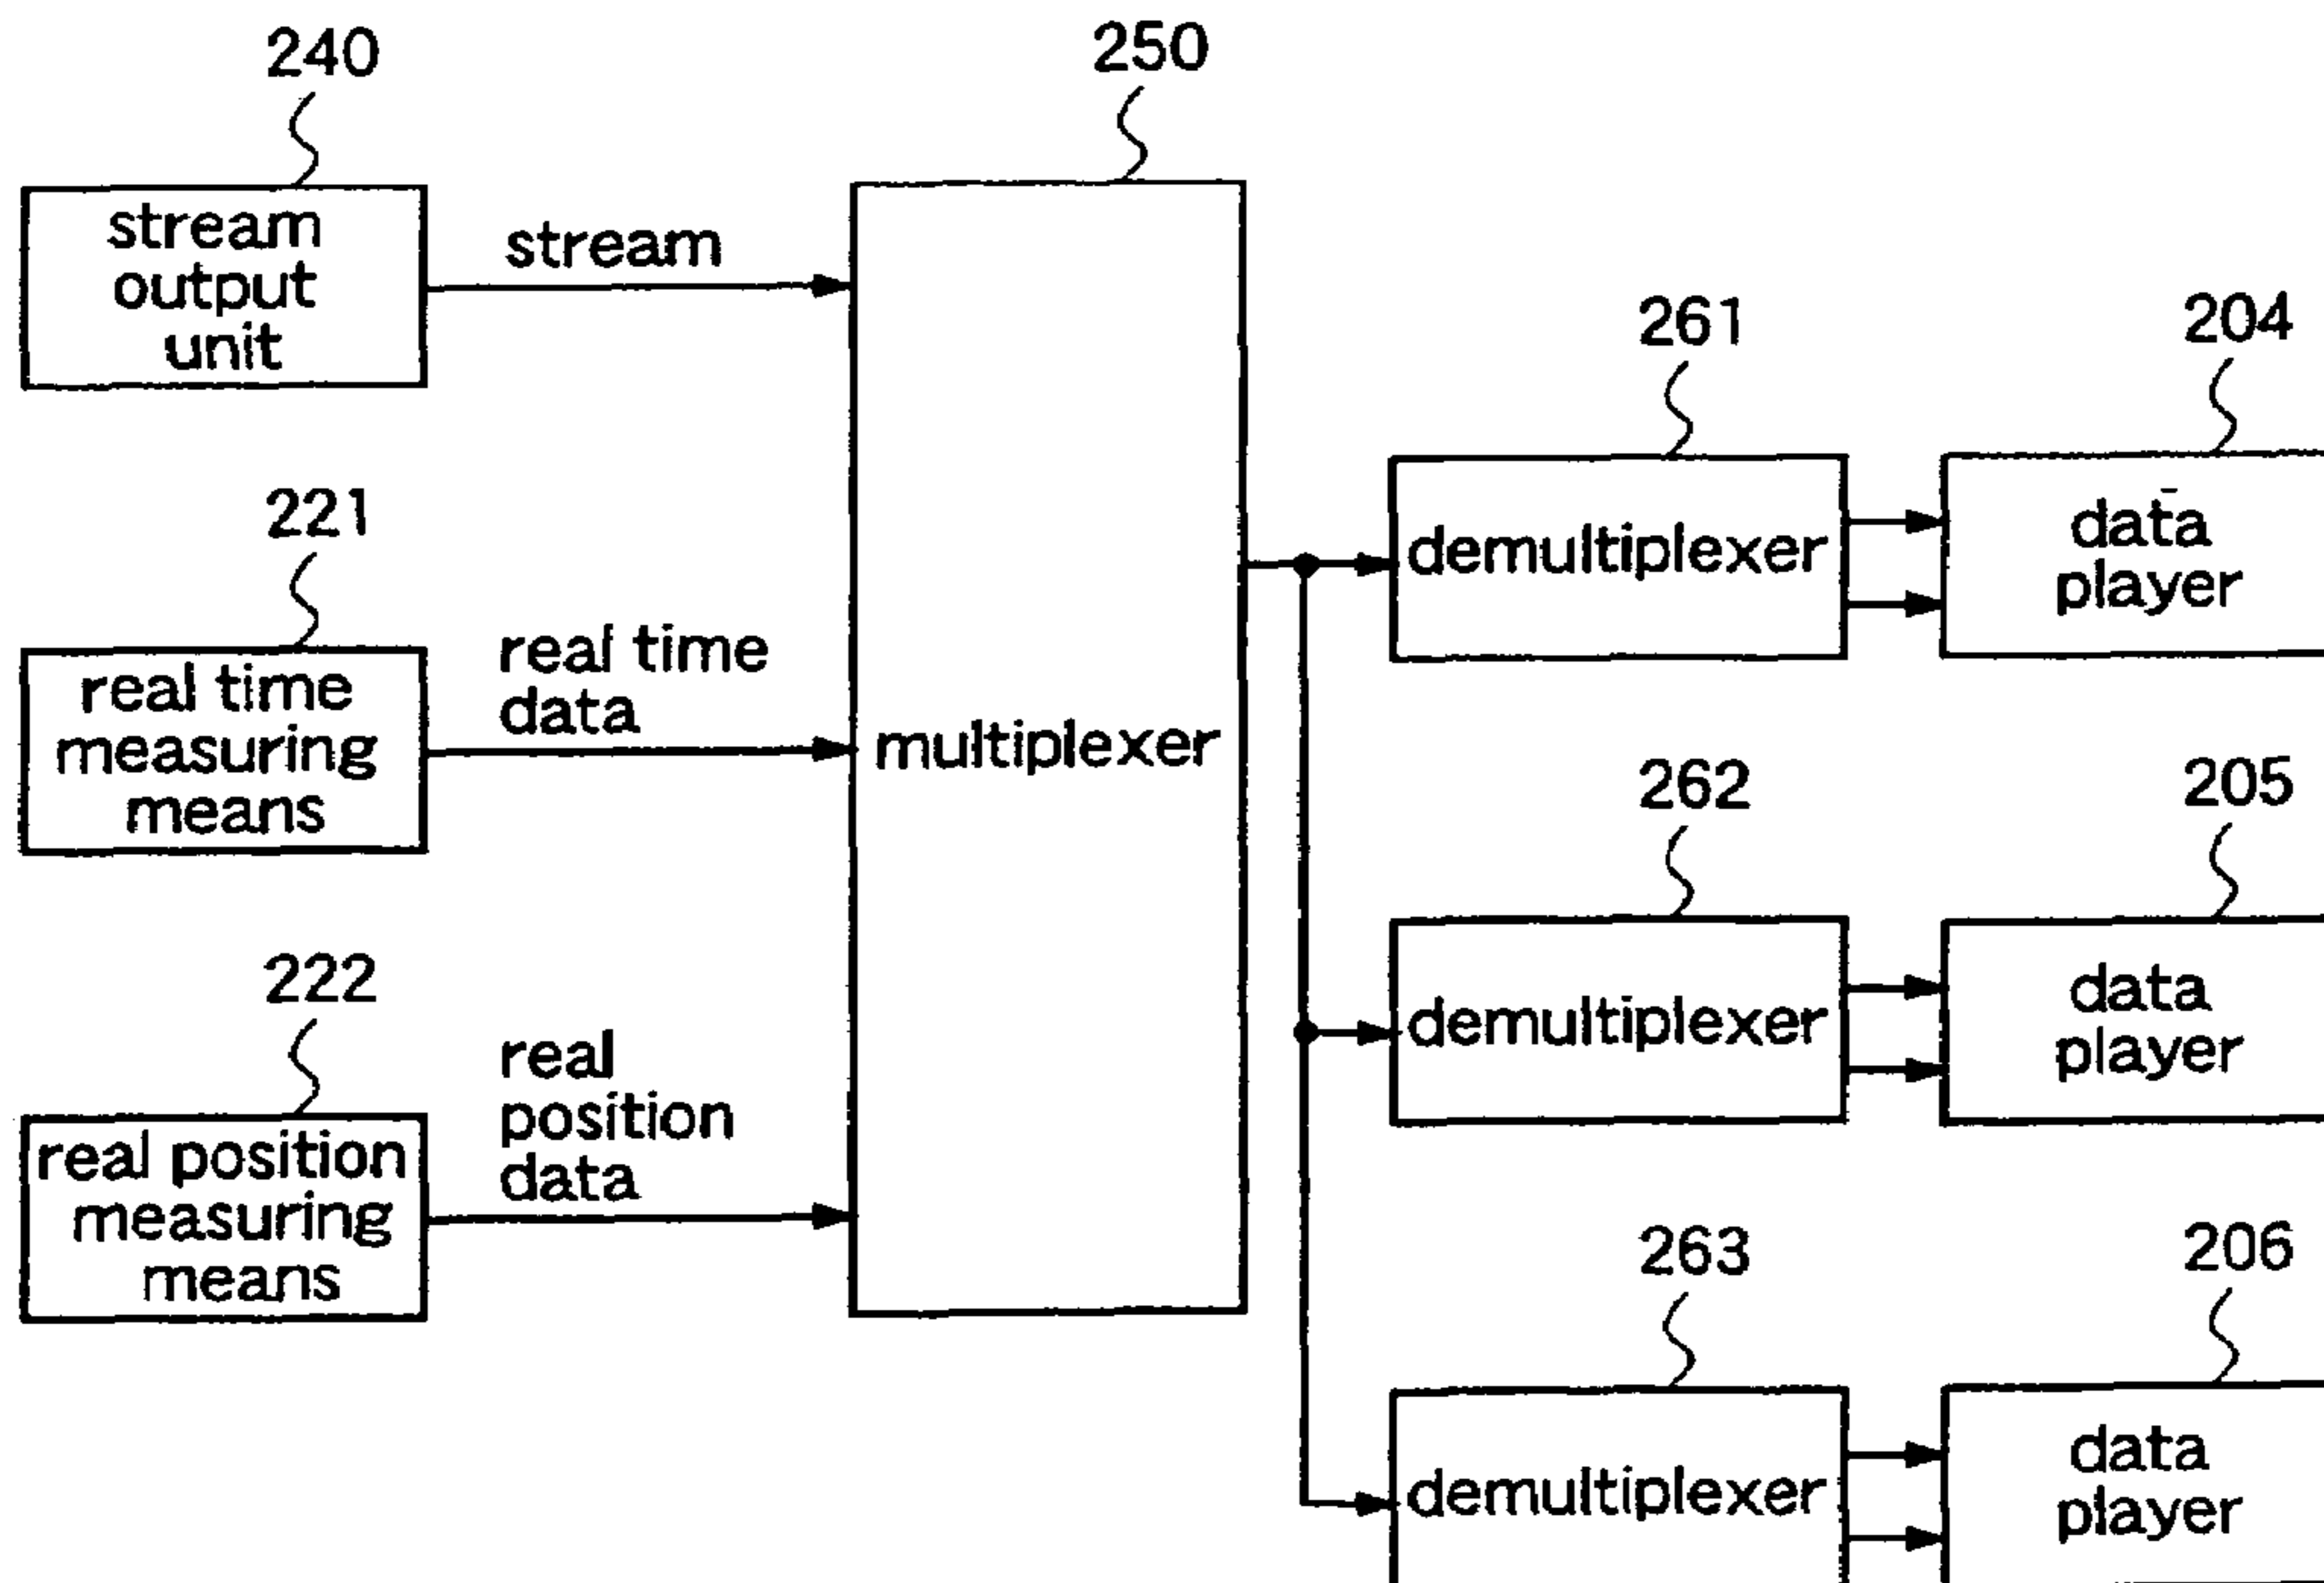 240
250
stream
output
unit
stream
261
204
221
demultiplexer
data
player
real time
measuring
means
real time
data
multiplexer
262
205
222
demultiplexer
data
player
real position
measuring
means
real
position
data
263
206
demultiplexer
data
player